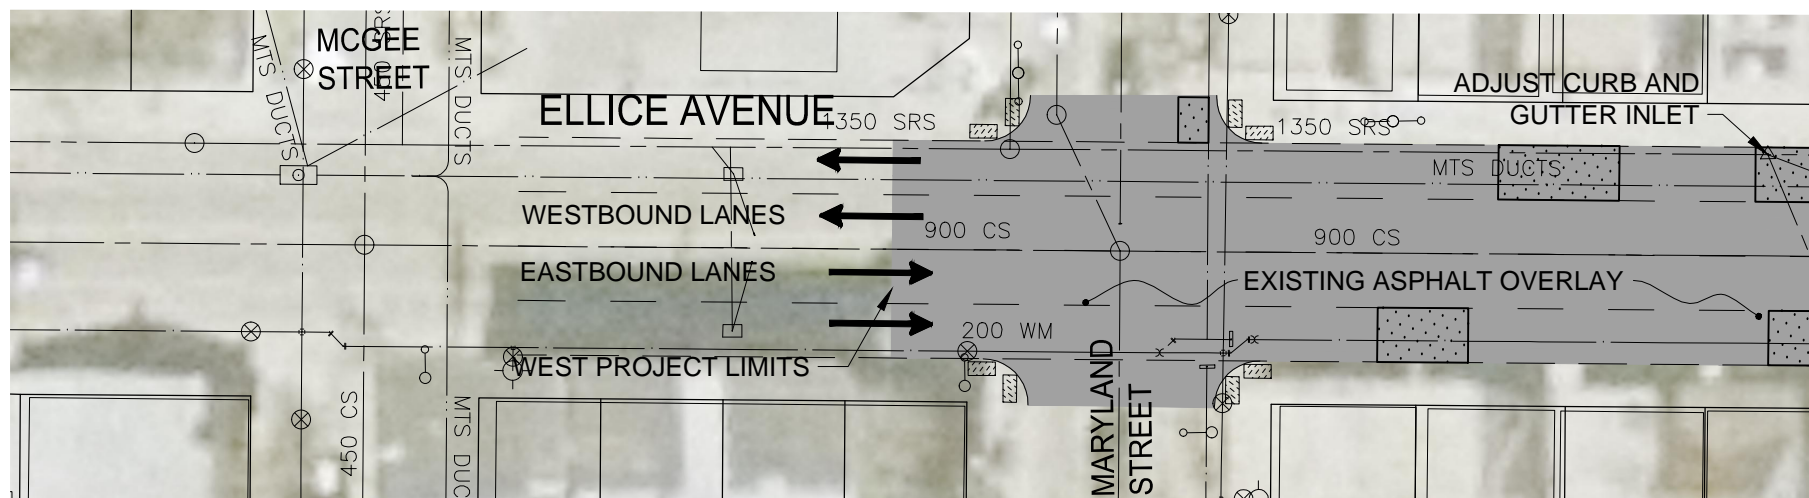 MCGEE
STREET
450 SRS
MTS DUCTS
MTS DUCTS
ELLICE AVENUE
1350 SRS
1350 SRS
ADJUST CURB AND
GUTTER INLET
MTS DUCTS
WESTBOUND LANES
900 CS
900 CS
EASTBOUND LANES
EXISTING ASPHALT OVERLAY
200 WM
WEST PROJECT LIMITS
MARYLAND
STREET
450 CS
MTS DUC